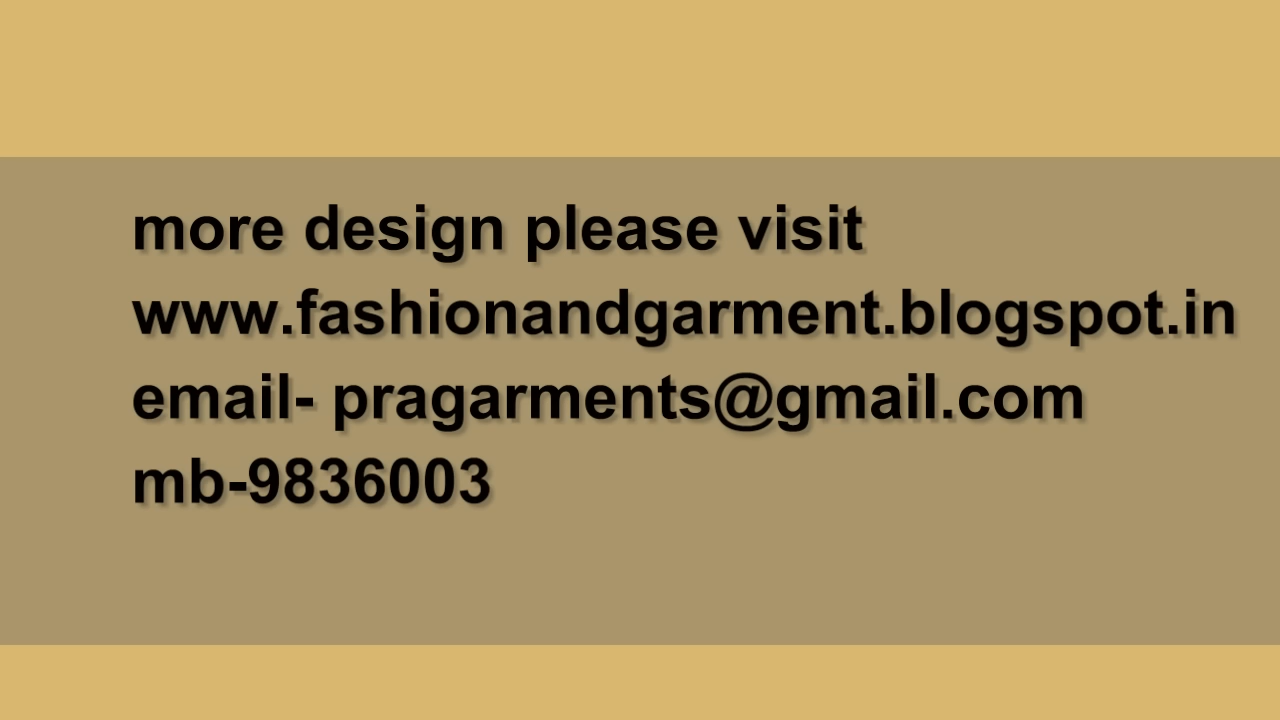 more design please visit
www.fashionandgarment.blogspot.in
email- pragarments@gmail.com
mb-9836003